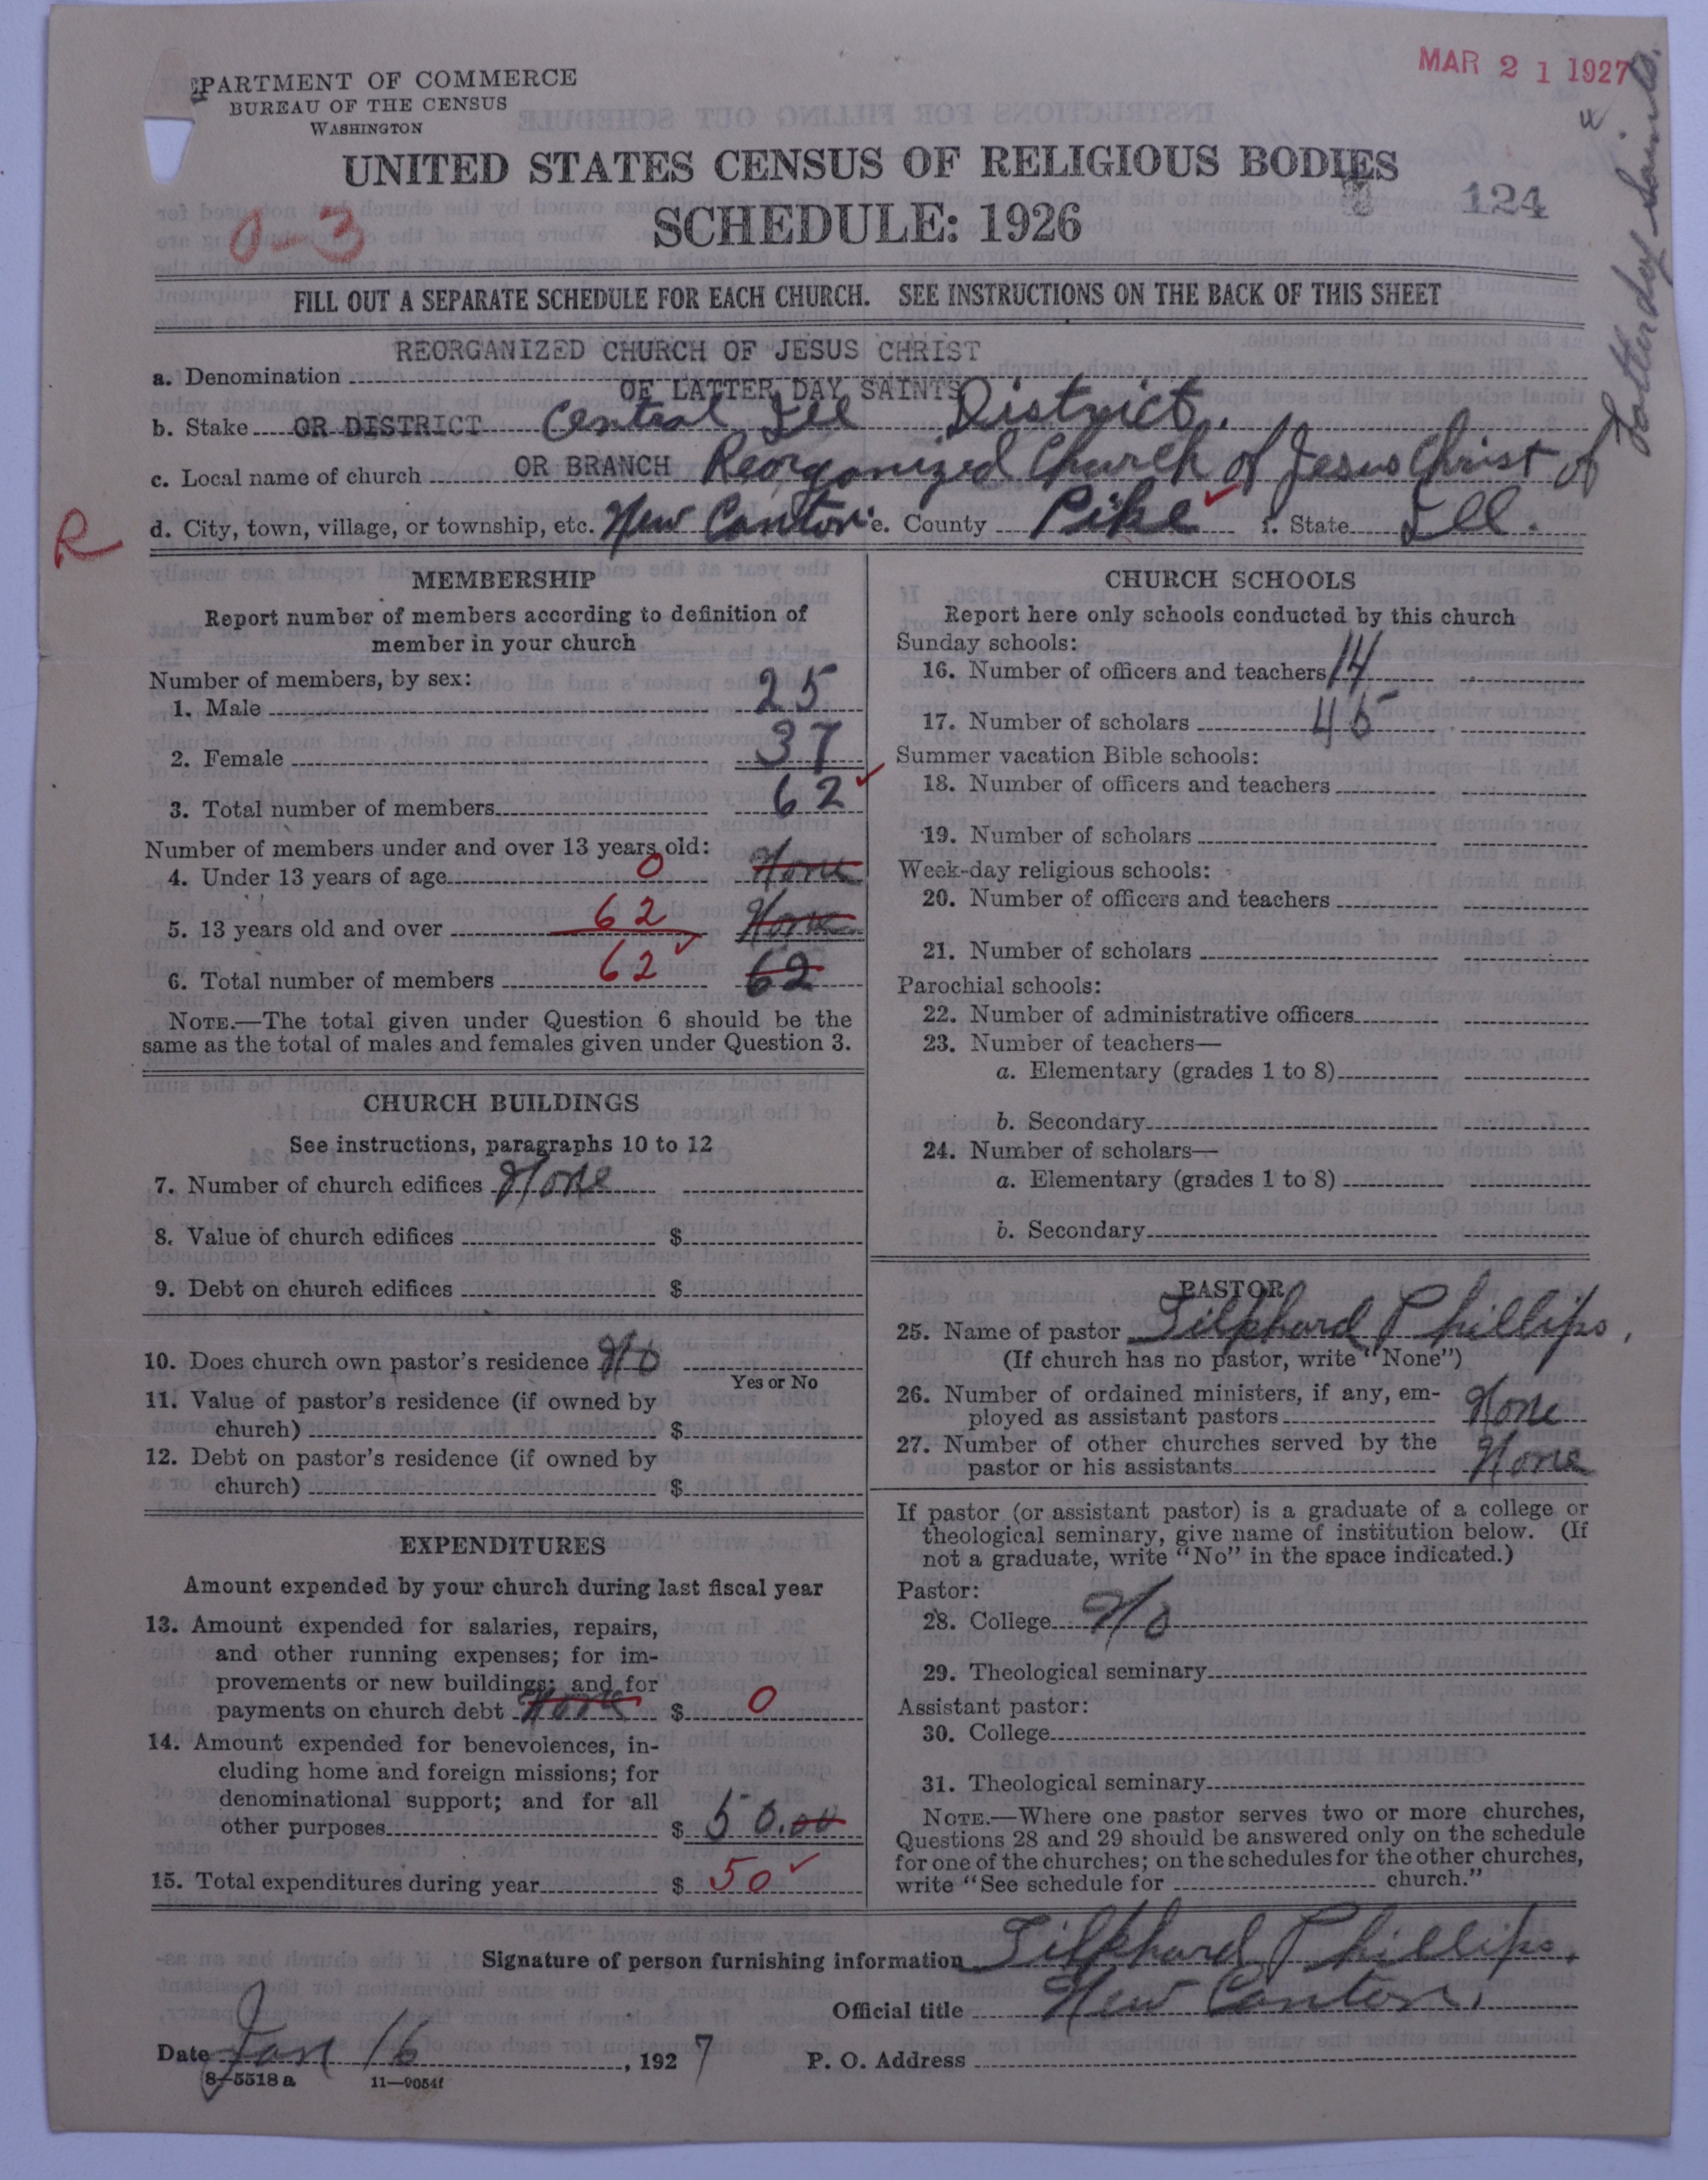 MAR 21 1927
DEPARTMENT OF COMMERCE
BUREAU OF THE CENSUS
WASHINGTON
UNITED STATES CENSUS OF RELIGIOUS BODIES
124
SCHEDULE: 1926
0-3
FILL OUT A SEPARATE SCHEDULE FOR EACH CHURCH. SEE INSTRUCTIONS ON THE BACK OF THIS SHEET
REORGANIZED CHURCH OF JESUS CHRIST
a. Denomination
OF LATTER DAY SAINTS
b. Stake OR DISTRICT Central Ill District.
c. Local name of church OR BRANCH Reorganized Church of Jesus Christ of
Latterday Saints.
d. City, town, village, or township, etc. New Canton e. County Pike f. State Ill.
R
MEMBERSHIP
Report number of members according to definition of
member in your church
Number of members, by sex:
1. Male 25
2. Female 37
3. Total number of members 62
Number of members under and over 13 years old:
4. Under 13 years of age 0 None
5. 13 years old and over 62 None
6. Total number of members 62 62
NOTE.—The total given under Question 6 should be the
same as the total of males and females given under Question 3.
CHURCH BUILDINGS
See instructions, paragraphs 10 to 12
7. Number of church edifices None
8. Value of church edifices $
9. Debt on church edifices $
10. Does church own pastor's residence No
Yes or No
11. Value of pastor's residence (if owned by
church) $
12. Debt on pastor's residence (if owned by
church) $
EXPENDITURES
Amount expended by your church during last fiscal year
13. Amount expended for salaries, repairs,
and other running expenses; for im-
provements or new buildings; and for
payments on church debt None $ 0
14. Amount expended for benevolences, in-
cluding home and foreign missions; for
denominational support; and for all
other purposes $ 50.00
15. Total expenditures during year $ 50
CHURCH SCHOOLS
Report here only schools conducted by this church
Sunday schools:
16. Number of officers and teachers 14
17. Number of scholars 45
Summer vacation Bible schools:
18. Number of officers and teachers
19. Number of scholars
Week-day religious schools:
20. Number of officers and teachers
21. Number of scholars
Parochial schools:
22. Number of administrative officers
23. Number of teachers—
a. Elementary (grades 1 to 8)
b. Secondary
24. Number of scholars—
a. Elementary (grades 1 to 8)
b. Secondary
PASTOR
25. Name of pastor Silphard Phillips,
(If church has no pastor, write "None")
26. Number of ordained ministers, if any, em-
ployed as assistant pastors None
27. Number of other churches served by the
pastor or his assistants None
If pastor (or assistant pastor) is a graduate of a college or
theological seminary, give name of institution below. (If
not a graduate, write "No" in the space indicated.)
Pastor:
28. College No
29. Theological seminary
Assistant pastor:
30. College
31. Theological seminary
NOTE.—Where one pastor serves two or more churches,
Questions 28 and 29 should be answered only on the schedule
for one of the churches; on the schedules for the other churches,
write "See schedule for church."
Signature of person furnishing information Silphard Phillips,
Official title New Canton,
Date Jan 16, 1927 P. O. Address
8—5518 a 11—9054f